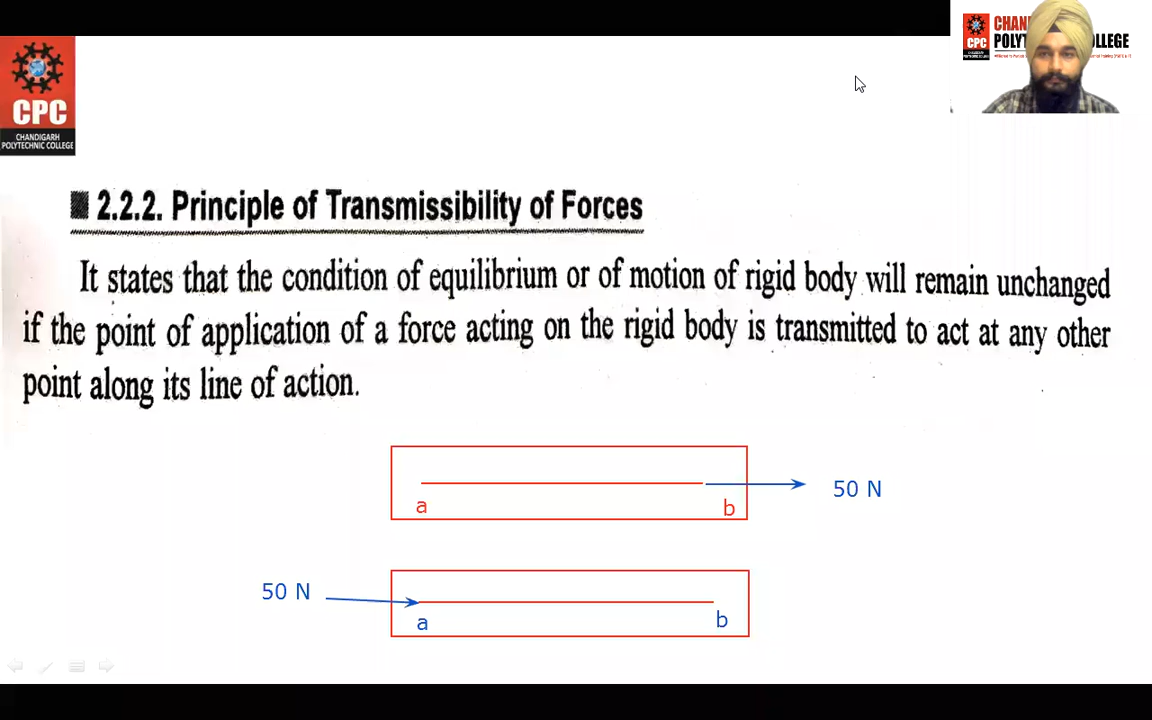 CPC
CHANDIGARH
POLYTECHNIC COLLEGE
CPC
2.2.2. Principle of Transmissibility of Forces
It states that the condition of equilibrium or of motion of rigid body will remain unchanged
if the point of application of a force acting on the rigid body is transmitted to act at any other
point along its line of action.
a
b
50 N
50 N
a
b